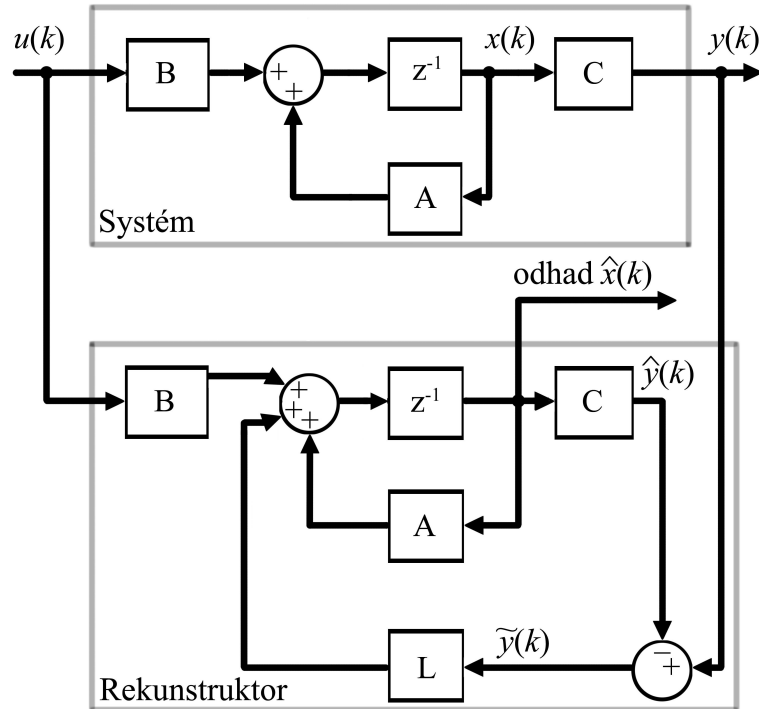 u(k)
B
+
+
z⁻¹
x(k)
C
y(k)
A
Systém
odhad x̂(k)
B
+
+
+
z⁻¹
C
ŷ(k)
A
L
ỹ(k)
−
+
Rekunstruktor